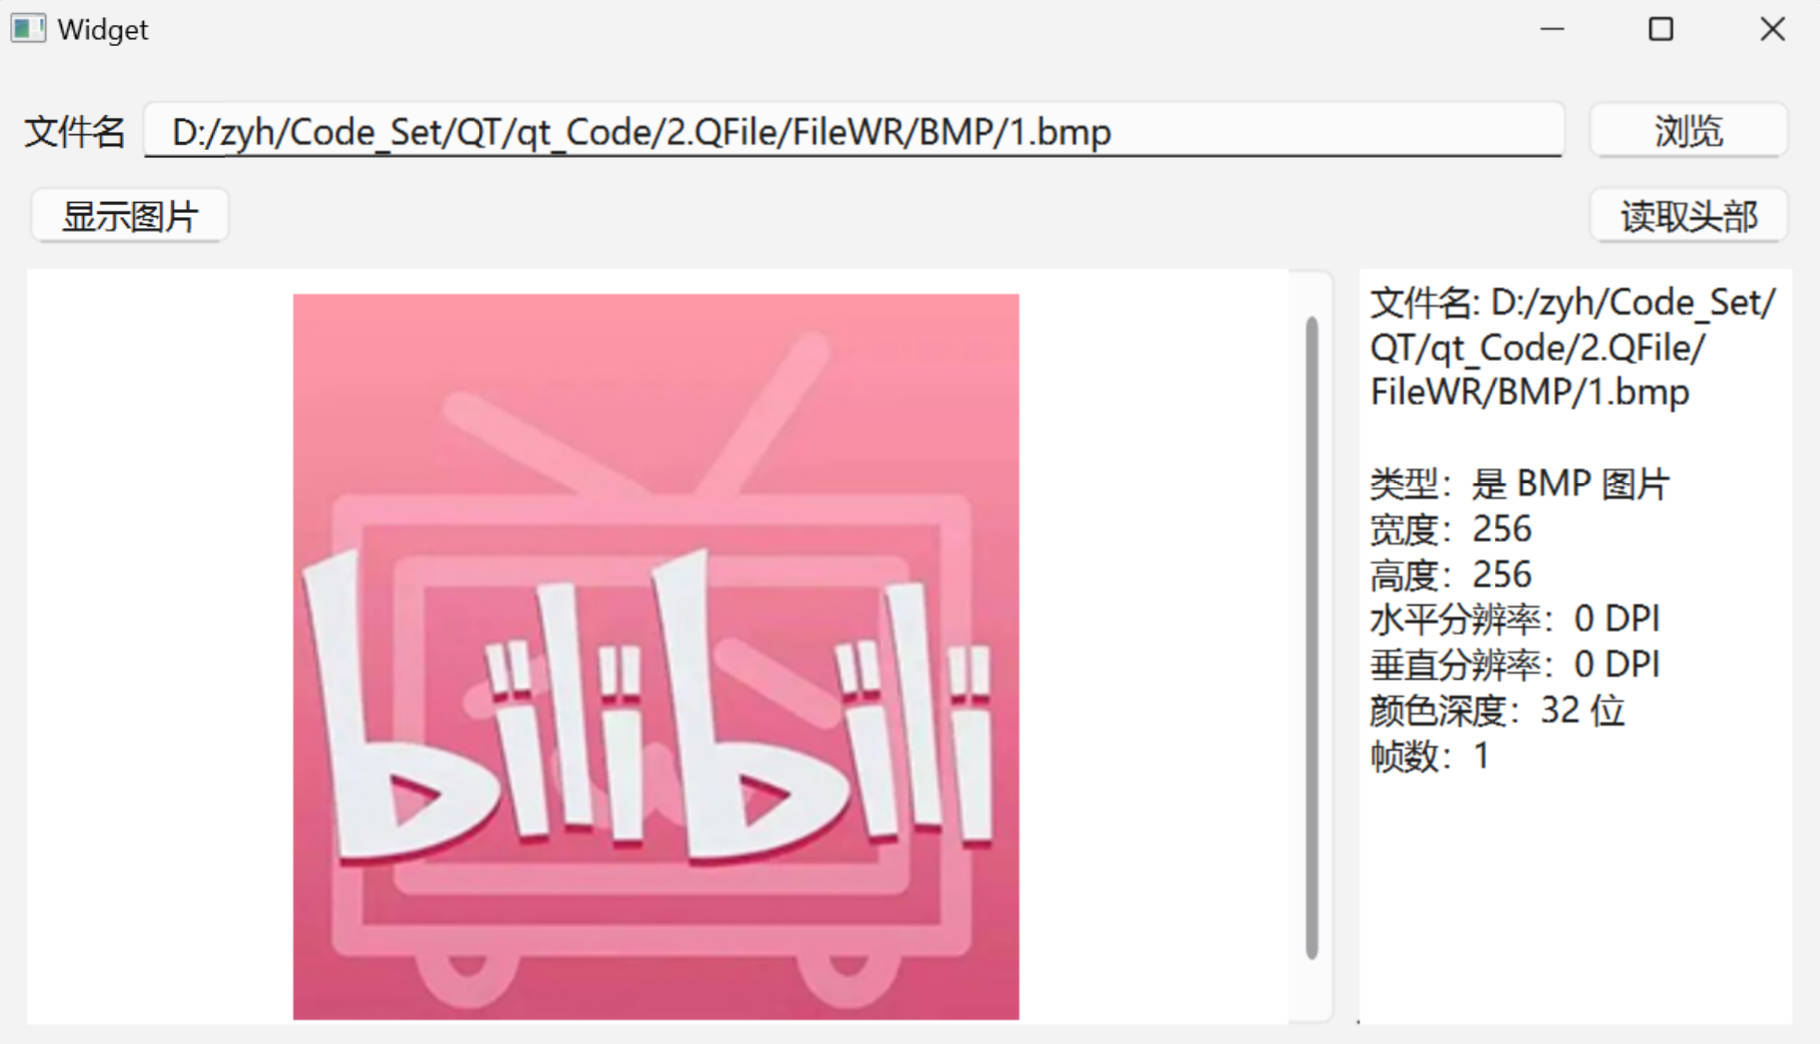 Widget
文件名 D:/zyh/Code_Set/QT/qt_Code/2.QFile/FileWR/BMP/1.bmp 浏览
显示图片 读取头部
bilibili
文件名: D:/zyh/Code_Set/
QT/qt_Code/2.QFile/
FileWR/BMP/1.bmp
类型：是 BMP 图片
宽度：256
高度：256
水平分辨率：0 DPI
垂直分辨率：0 DPI
颜色深度：32 位
帧数：1